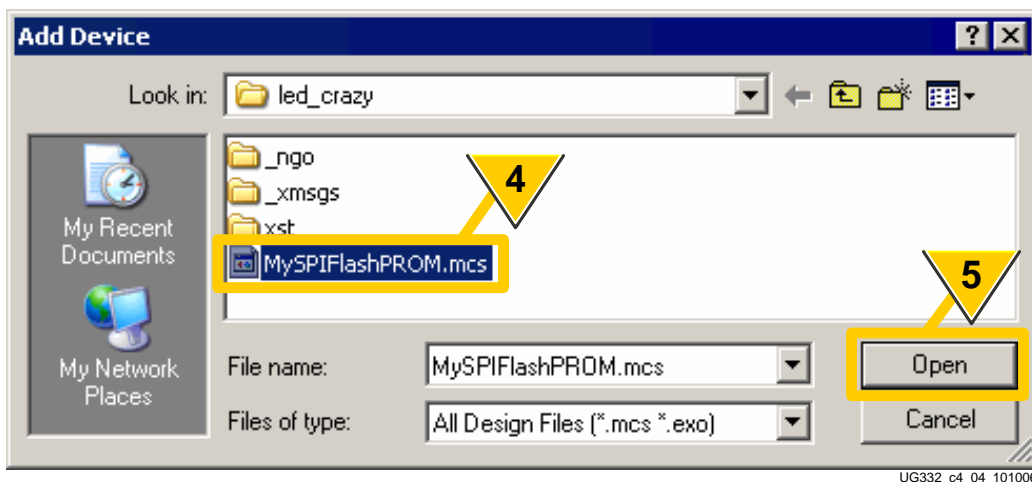 Add Device
Look in: led_crazy
_ngo
_xmsgs
xst
MySPIFlashPROM.mcs
4
My Recent
Documents
My Network
Places
5
File name: MySPIFlashPROM.mcs Open
Files of type: All Design Files (*.mcs *.exo) Cancel
UG332_c4_04_101006